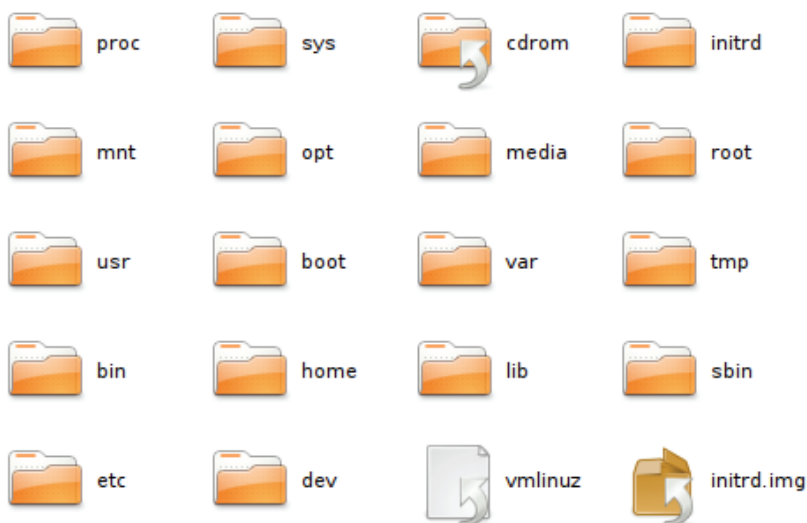 proc sys cdrom initrd
mnt opt media root
usr boot var tmp
bin home lib sbin
etc dev vmlinuz initrd.img